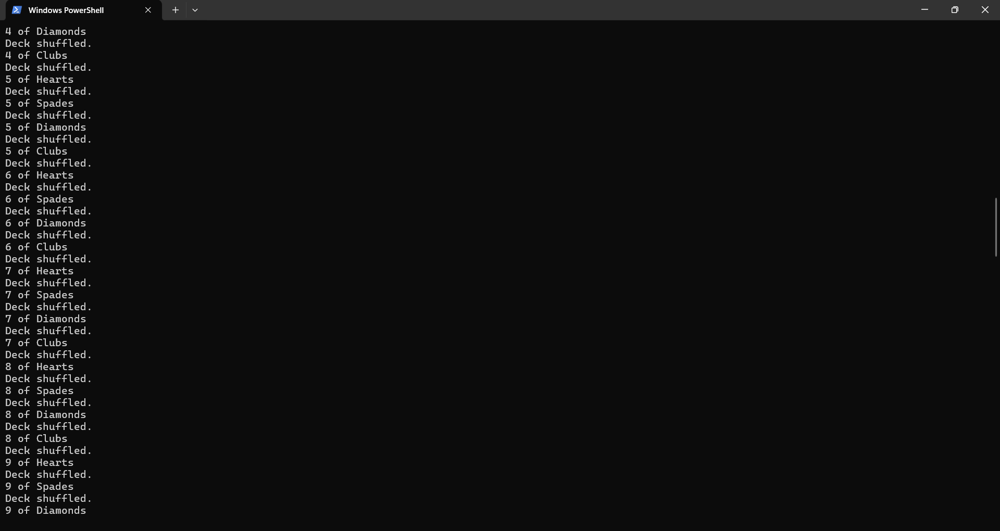 Windows PowerShell
4 of Diamonds
Deck shuffled.
4 of Clubs
Deck shuffled.
5 of Hearts
Deck shuffled.
5 of Spades
Deck shuffled.
5 of Diamonds
Deck shuffled.
5 of Clubs
Deck shuffled.
6 of Hearts
Deck shuffled.
6 of Spades
Deck shuffled.
6 of Diamonds
Deck shuffled.
6 of Clubs
Deck shuffled.
7 of Hearts
Deck shuffled.
7 of Spades
Deck shuffled.
7 of Diamonds
Deck shuffled.
7 of Clubs
Deck shuffled.
8 of Hearts
Deck shuffled.
8 of Spades
Deck shuffled.
8 of Diamonds
Deck shuffled.
8 of Clubs
Deck shuffled.
9 of Hearts
Deck shuffled.
9 of Spades
Deck shuffled.
9 of Diamonds